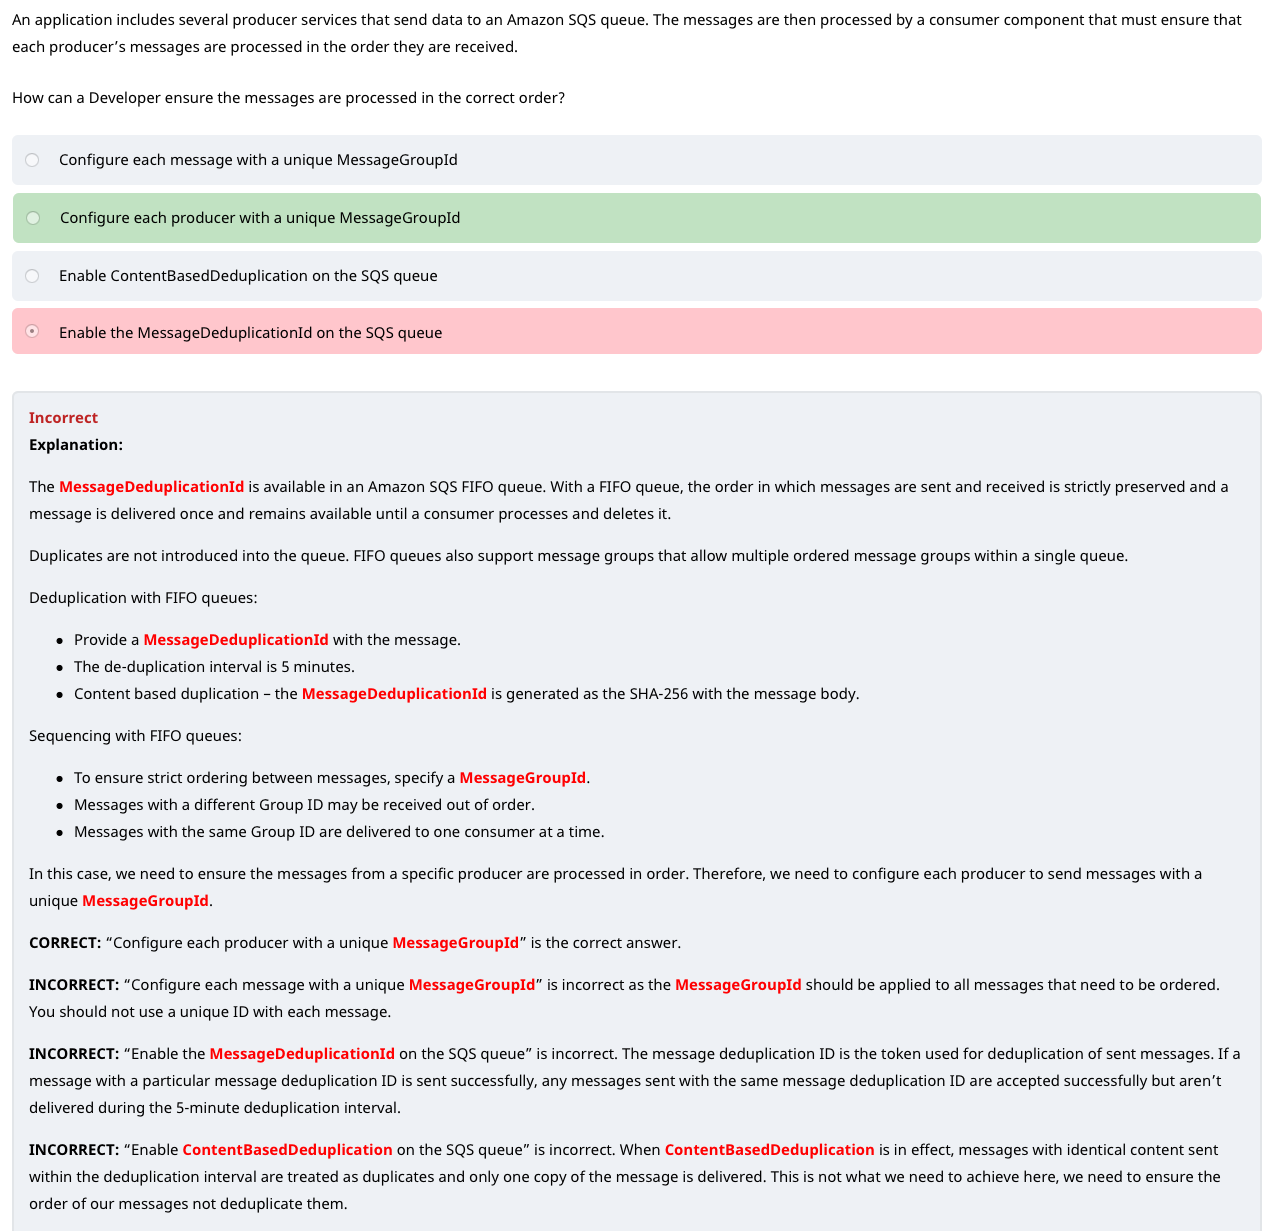 An application includes several producer services that send data to an Amazon SQS queue. The messages are then processed by a consumer component that must ensure that
each producer’s messages are processed in the order they are received.
How can a Developer ensure the messages are processed in the correct order?
Configure each message with a unique MessageGroupId
Configure each producer with a unique MessageGroupId
Enable ContentBasedDeduplication on the SQS queue
Enable the MessageDeduplicationId on the SQS queue
Incorrect
Explanation:
The MessageDeduplicationId is available in an Amazon SQS FIFO queue. With a FIFO queue, the order in which messages are sent and received is strictly preserved and a
message is delivered once and remains available until a consumer processes and deletes it.
Duplicates are not introduced into the queue. FIFO queues also support message groups that allow multiple ordered message groups within a single queue.
Deduplication with FIFO queues:
● Provide a MessageDeduplicationId with the message.
● The de-duplication interval is 5 minutes.
● Content based duplication – the MessageDeduplicationId is generated as the SHA-256 with the message body.
Sequencing with FIFO queues:
● To ensure strict ordering between messages, specify a MessageGroupId.
● Messages with a different Group ID may be received out of order.
● Messages with the same Group ID are delivered to one consumer at a time.
In this case, we need to ensure the messages from a specific producer are processed in order. Therefore, we need to configure each producer to send messages with a
unique MessageGroupId.
CORRECT: “Configure each producer with a unique MessageGroupId” is the correct answer.
INCORRECT: “Configure each message with a unique MessageGroupId” is incorrect as the MessageGroupId should be applied to all messages that need to be ordered.
You should not use a unique ID with each message.
INCORRECT: “Enable the MessageDeduplicationId on the SQS queue” is incorrect. The message deduplication ID is the token used for deduplication of sent messages. If a
message with a particular message deduplication ID is sent successfully, any messages sent with the same message deduplication ID are accepted successfully but aren’t
delivered during the 5-minute deduplication interval.
INCORRECT: “Enable ContentBasedDeduplication on the SQS queue” is incorrect. When ContentBasedDeduplication is in effect, messages with identical content sent
within the deduplication interval are treated as duplicates and only one copy of the message is delivered. This is not what we need to achieve here, we need to ensure the
order of our messages not deduplicate them.